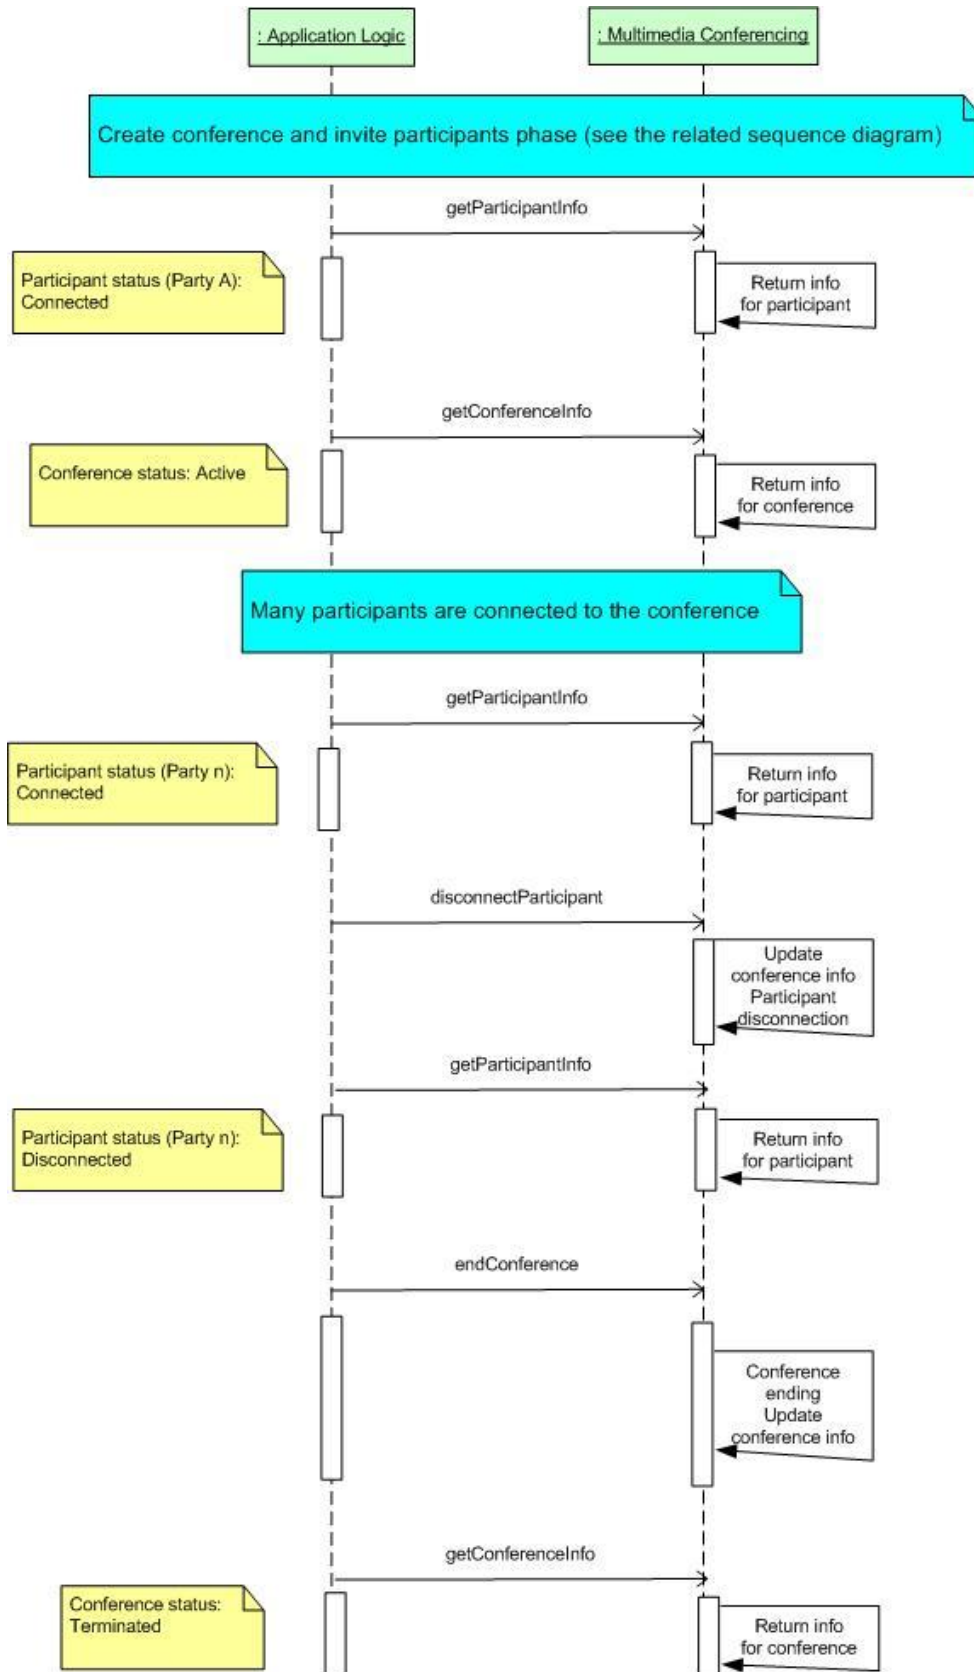 : Application Logic
: Multimedia Conferencing
Create conference and invite participants phase (see the related sequence diagram)
getParticipantInfo
Participant status (Party A):
Connected
Return info
for participant
getConferenceInfo
Conference status: Active
Return info
for conference
Many participants are connected to the conference
getParticipantInfo
Participant status (Party n):
Connected
Return info
for participant
disconnectParticipant
Update
conference info
Participant
disconnection
getParticipantInfo
Participant status (Party n):
Disconnected
Return info
for participant
endConference
Conference
ending
Update
conference info
getConferenceInfo
Conference status:
Terminated
Return info
for conference